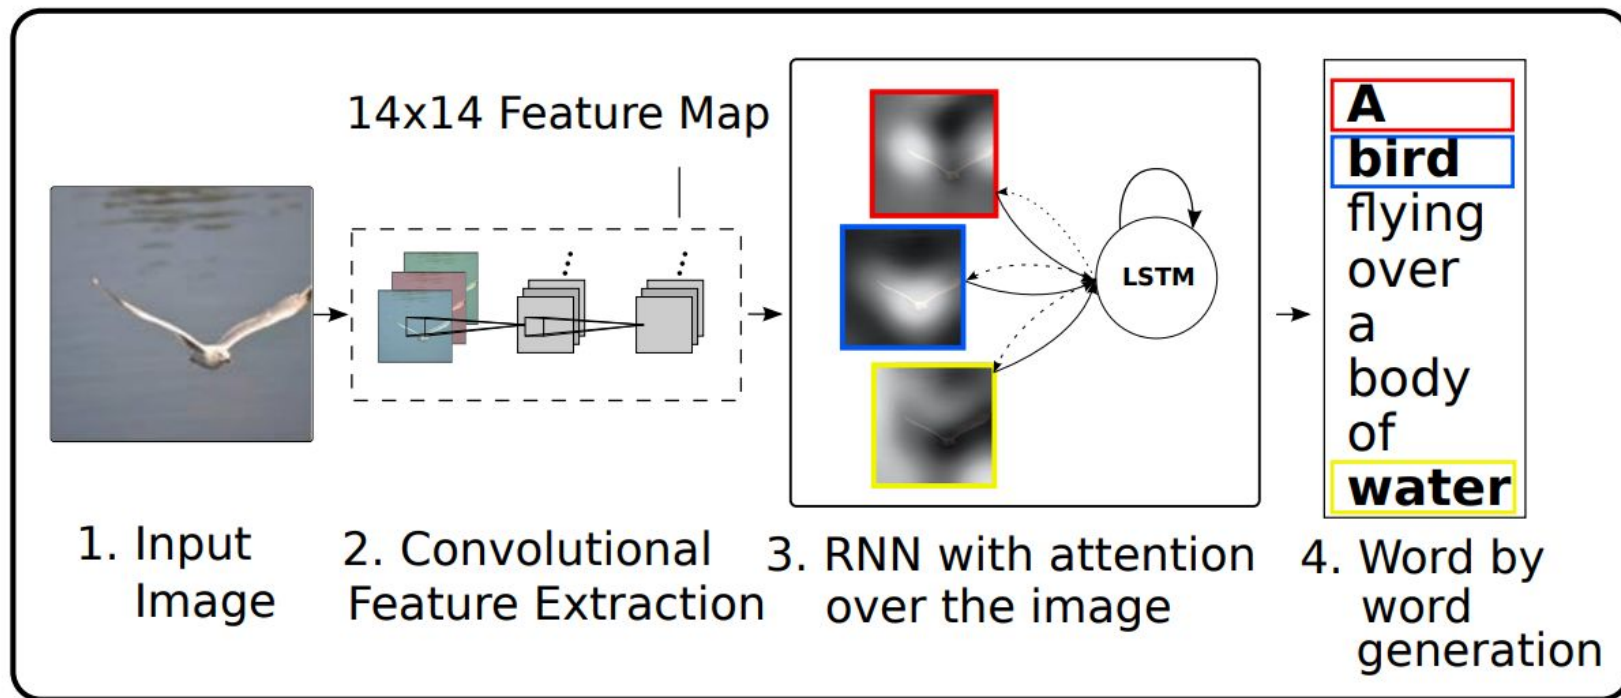 14x14 Feature Map
LSTM
A
bird
flying
over
a
body
of
water
1. Input
Image
2. Convolutional
Feature Extraction
3. RNN with attention
over the image
4. Word by
word
generation